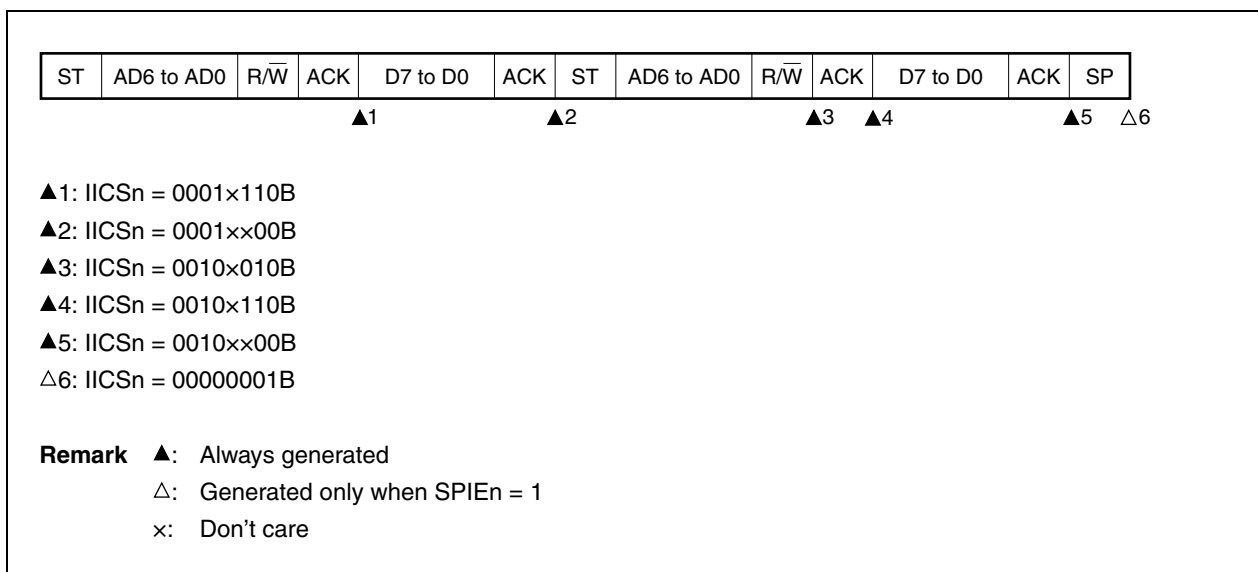 ST AD6 to AD0 R/W̅ ACK D7 to D0 ACK ST AD6 to AD0 R/W̅ ACK D7 to D0 ACK SP
▲1 ▲2 ▲3 ▲4 ▲5 △6
▲1: IICSn = 0001×110B
▲2: IICSn = 0001××00B
▲3: IICSn = 0010×010B
▲4: IICSn = 0010×110B
▲5: IICSn = 0010××00B
△6: IICSn = 00000001B
Remark ▲: Always generated
△: Generated only when SPIEn = 1
×: Don't care